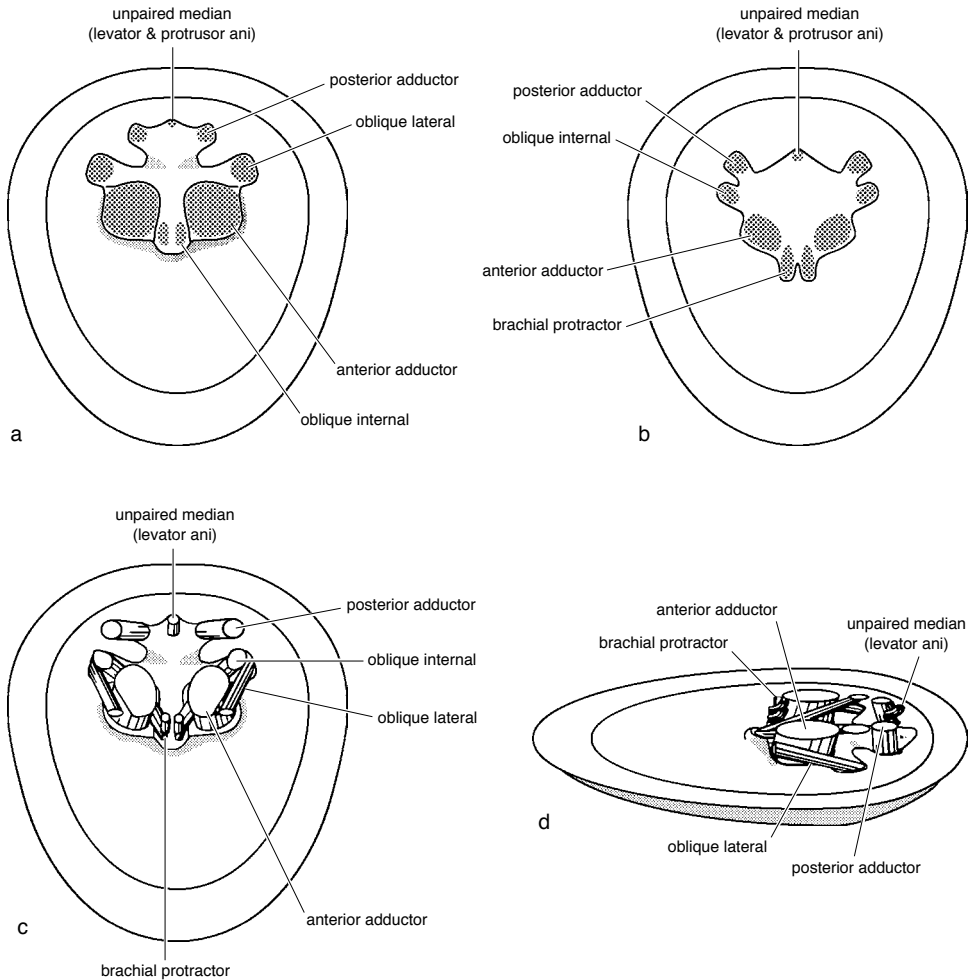 unpaired median
(levator & protrusor ani)
posterior adductor
oblique lateral
anterior adductor
oblique internal
a
unpaired median
(levator & protrusor ani)
posterior adductor
oblique internal
anterior adductor
brachial protractor
b
unpaired median
(levator ani)
posterior adductor
oblique internal
oblique lateral
anterior adductor
brachial protractor
c
anterior adductor
brachial protractor
unpaired median
(levator ani)
oblique lateral
posterior adductor
d